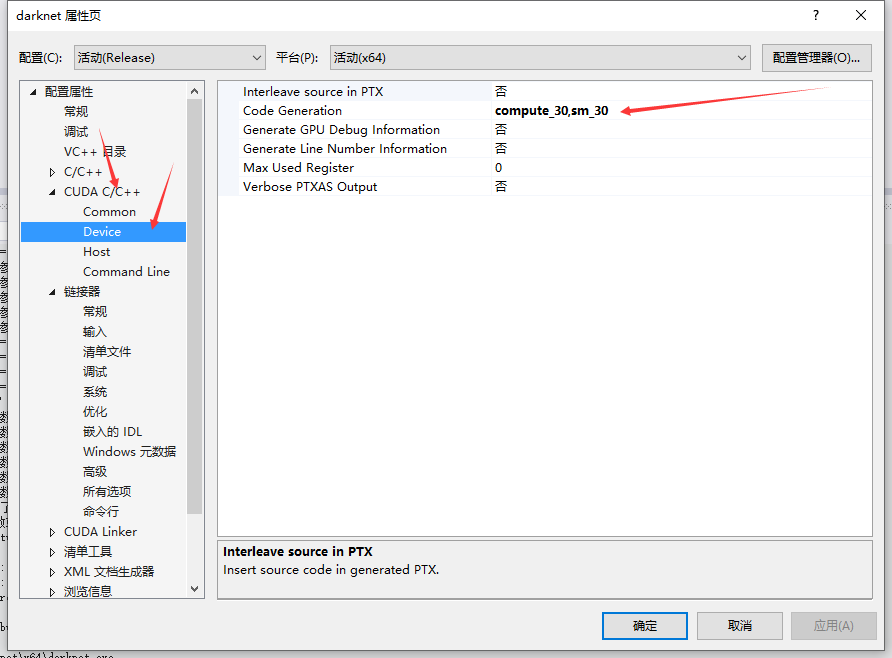 darknet 属性页
配置(C): 活动(Release) 平台(P): 活动(x64) 配置管理器(O)...
配置属性
常规
调试
VC++ 目录
C/C++
CUDA C/C++
Common
Device
Host
Command Line
链接器
常规
输入
清单文件
调试
系统
优化
嵌入的 IDL
Windows 元数据
高级
所有选项
命令行
CUDA Linker
清单工具
XML 文档生成器
浏览信息
Interleave source in PTX 否
Code Generation compute_30,sm_30
Generate GPU Debug Information 否
Generate Line Number Information 否
Max Used Register 0
Verbose PTXAS Output 否
Interleave source in PTX
Insert source code in generated PTX.
确定 取消 应用(A)